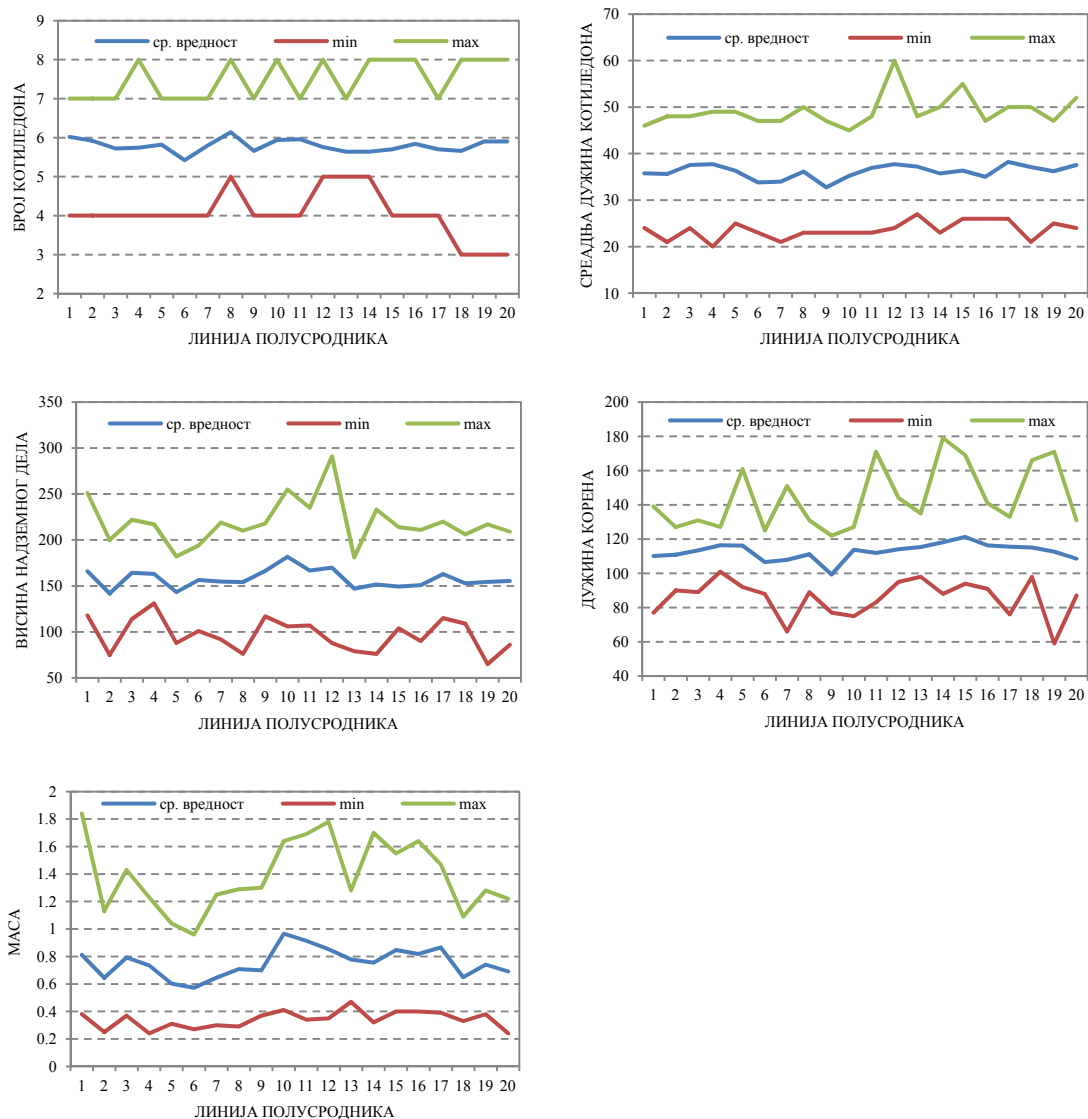 9
8
7
6
5
4
3
2
БРОЈ КОТИЛЕДОНА
ср. вредност min max
1 2 3 4 5 6 7 8 9 10 11 12 13 14 15 16 17 18 19 20
ЛИНИЈА ПОЛУСРОДНИКА
70
60
50
40
30
20
10
СРЕАДЊА ДУЖИНА КОТИЛЕДОНА
ср. вредност min max
1 2 3 4 5 6 7 8 9 10 11 12 13 14 15 16 17 18 19 20
ЛИНИЈА ПОЛУСРОДНИКА
350
300
250
200
150
100
50
ВИСИНА НАДЗЕМНОГ ДЕЛА
ср. вредност min max
1 2 3 4 5 6 7 8 9 10 11 12 13 14 15 16 17 18 19 20
ЛИНИЈА ПОЛУСРОДНИКА
200
180
160
140
120
100
80
60
40
ДУЖИНА КОРЕНА
ср. вредност min max
1 2 3 4 5 6 7 8 9 10 11 12 13 14 15 16 17 18 19 20
ЛИНИЈА ПОЛУСРОДНИКА
2
1.8
1.6
1.4
1.2
1
0.8
0.6
0.4
0.2
0
МАСА
ср. вредност min max
1 2 3 4 5 6 7 8 9 10 11 12 13 14 15 16 17 18 19 20
ЛИНИЈА ПОЛУСРОДНИКА